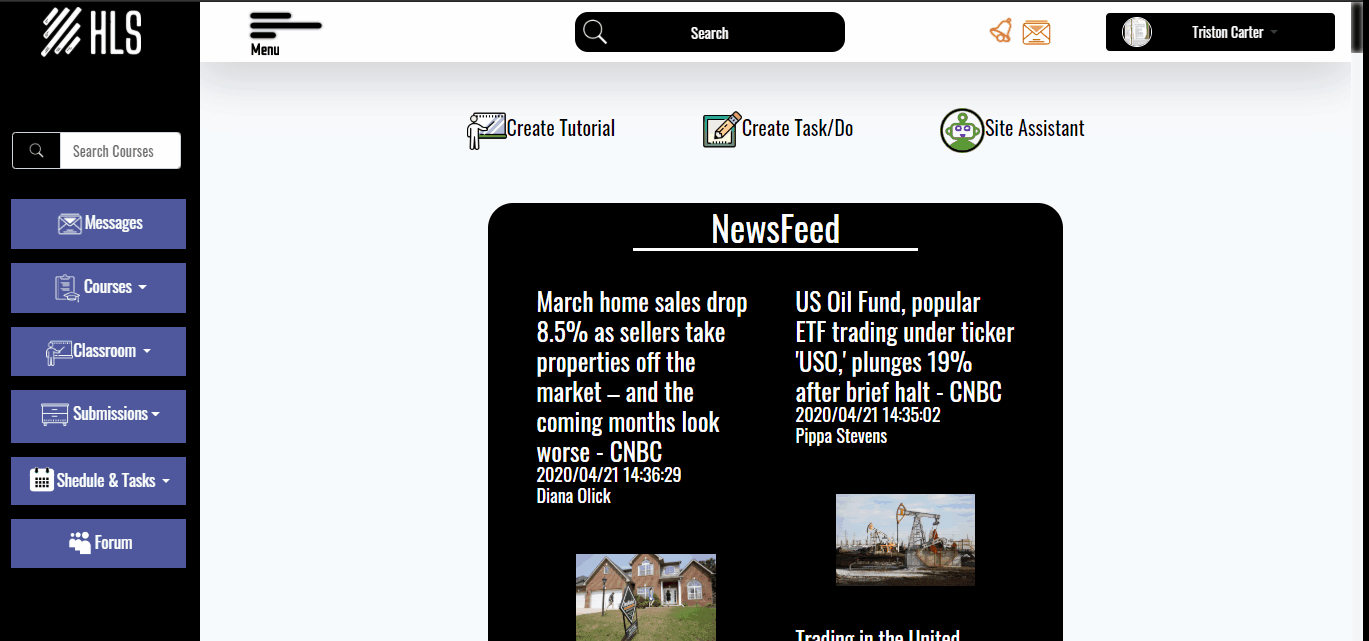 HLS
Menu
Search
Triston Carter
Search Courses
Messages
Courses
Classroom
Submissions
Shedule & Tasks
Forum
Create Tutorial
Create Task/Do
Site Assistant
NewsFeed
March home sales drop
8.5% as sellers take
properties off the
market – and the
coming months look
worse - CNBC
2020/04/21 14:36:29
Diana Olick
US Oil Fund, popular
ETF trading under ticker
'USO,' plunges 19%
after brief halt - CNBC
2020/04/21 14:35:02
Pippa Stevens
Trading in the United